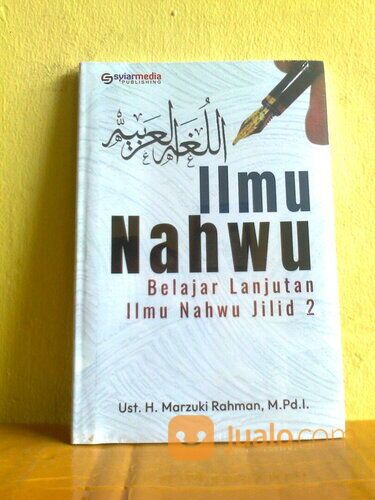 syiarmedia
PUBLISHING
اللغة العربية
Ilmu
Nahwu
Belajar Lanjutan
Ilmu Nahwu Jilid 2
Ust. H. Marzuki Rahman, M.Pd.I.
jualo.com